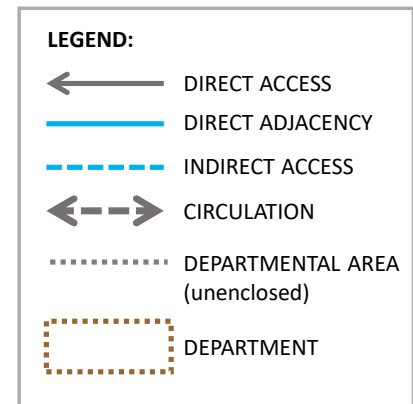 LEGEND:
DIRECT ACCESS
DIRECT ADJACENCY
INDIRECT ACCESS
CIRCULATION
DEPARTMENTAL AREA
(unenclosed)
DEPARTMENT